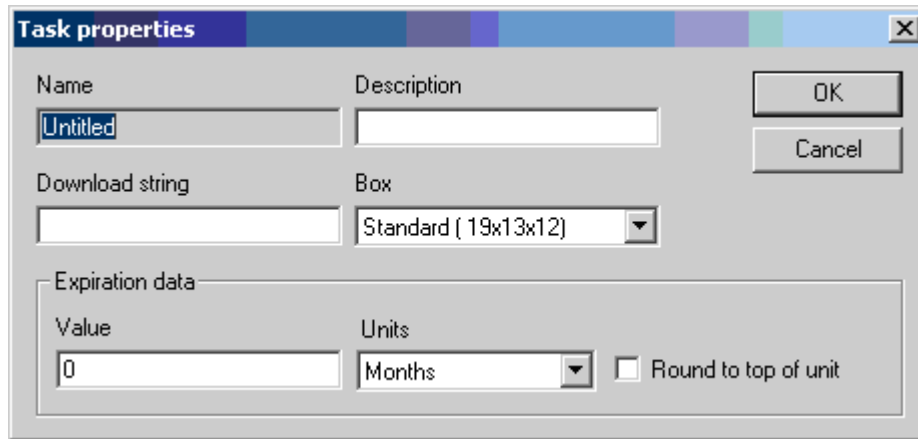 Task properties
Name Description
OK
Untitled
Cancel
Download string Box
Standard ( 19x13x12)
Expiration data
Value Units
0 Months Round to top of unit